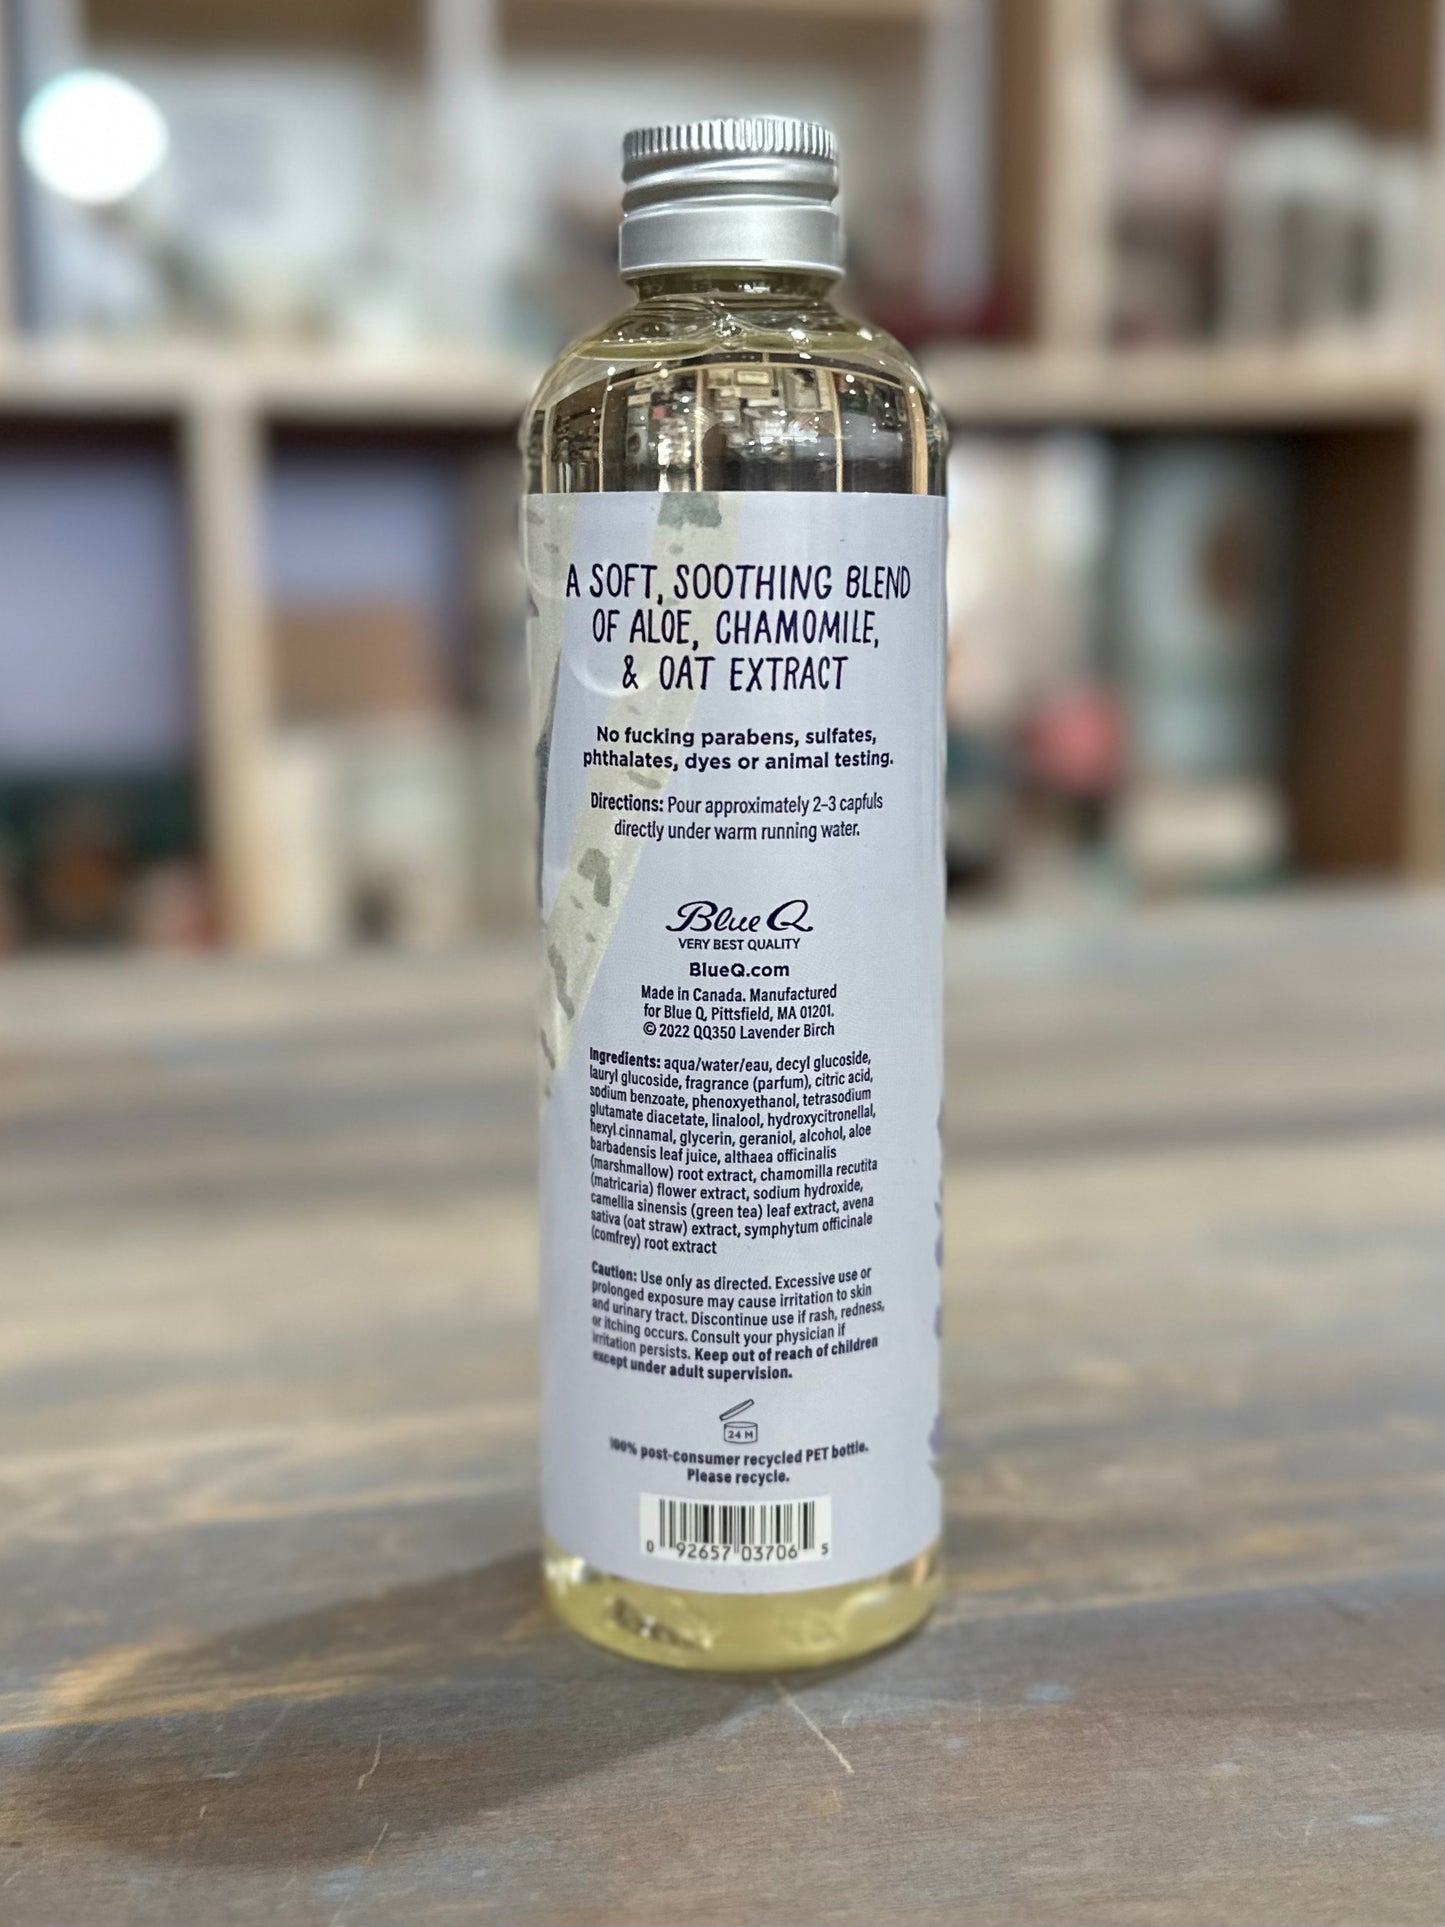 A SOFT, SOOTHING BLEND
OF ALOE, CHAMOMILE,
& OAT EXTRACT
No fucking parabens, sulfates,
phthalates, dyes or animal testing.
Directions: Pour approximately 2–3 capfuls
directly under warm running water.
Blue Q
VERY BEST QUALITY
BlueQ.com
Made in Canada. Manufactured
for Blue Q, Pittsfield, MA 01201.
© 2022 QQ350 Lavender Birch
Ingredients: aqua/water/eau, decyl glucoside,
lauryl glucoside, fragrance (parfum), citric acid,
sodium benzoate, phenoxyethanol, tetrasodium
glutamate diacetate, linalool, hydroxycitronellal,
hexyl cinnamal, glycerin, geraniol, alcohol, aloe
barbadensis leaf juice, althaea officinalis
(marshmallow) root extract, chamomilla recutita
(matricaria) flower extract, sodium hydroxide,
camellia sinensis (green tea) leaf extract, avena
sativa (oat straw) extract, symphytum officinale
(comfrey) root extract
Caution: Use only as directed. Excessive use or
prolonged exposure may cause irritation to skin
and urinary tract. Discontinue use if rash, redness,
or itching occurs. Consult your physician if
irritation persists. Keep out of reach of children
except under adult supervision.
24 M
100% post-consumer recycled PET bottle.
Please recycle.
0 92657 03706 5